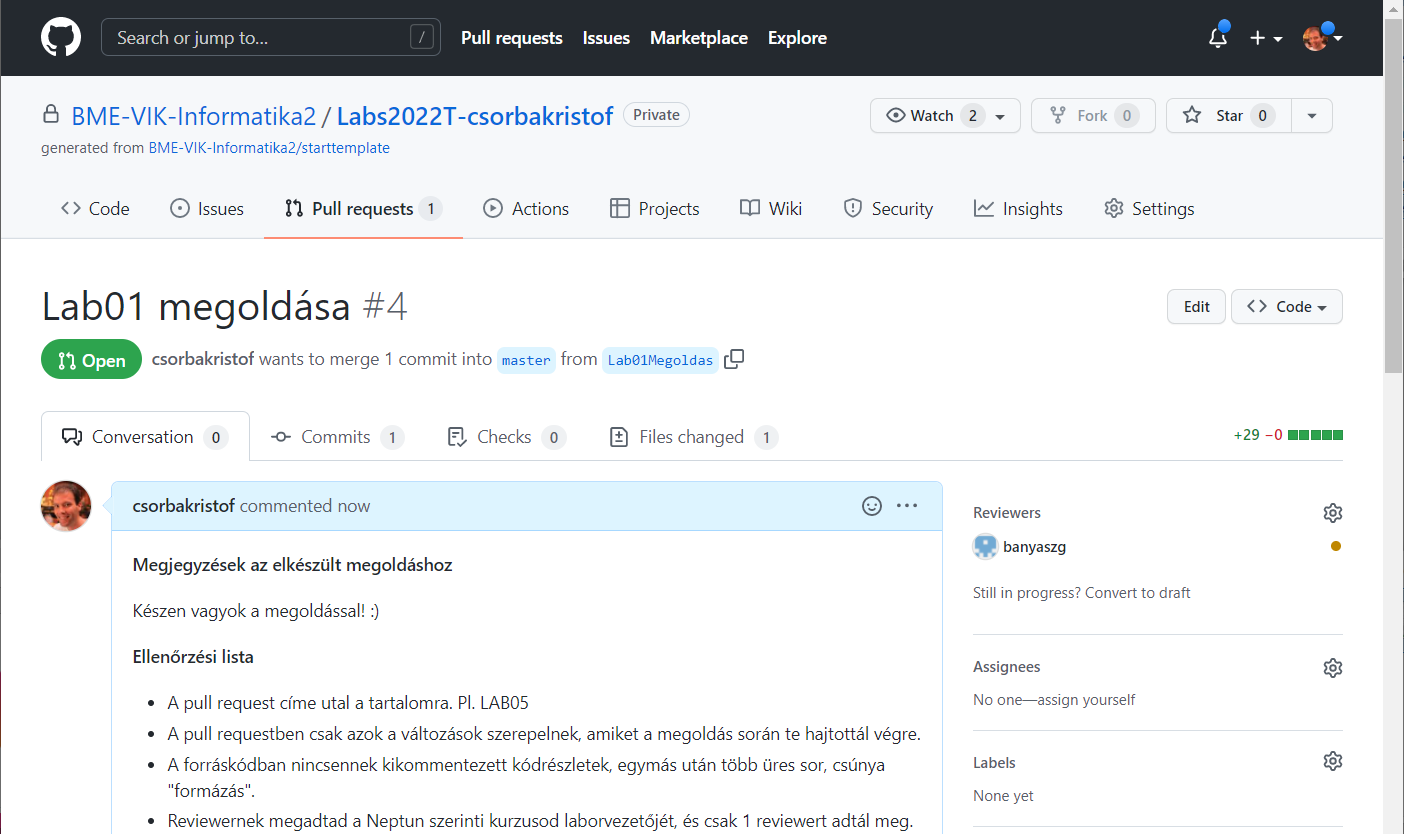 Search or jump to... /
Pull requests Issues Marketplace Explore
BME-VIK-Informatika2 / Labs2022T-csorbakristof Private
Watch 2 Fork 0 Star 0
generated from BME-VIK-Informatika2/starttemplate
Code Issues Pull requests 1 Actions Projects Wiki Security Insights Settings
Lab01 megoldása #4
Edit Code
Open csorbakristof wants to merge 1 commit into master from Lab01Megoldas
Conversation 0 Commits 1 Checks 0 Files changed 1
+29 −0
csorbakristof commented now
Megjegyzések az elkészült megoldáshoz
Készen vagyok a megoldással! :)
Ellenőrzési lista
• A pull request címe utal a tartalomra. Pl. LAB05
• A pull requestben csak azok a változások szerepelnek, amiket a megoldás során te hajtottál végre.
• A forráskódban nincsennek kikommentezett kódrészletek, egymás után több üres sor, csúnya
"formázás".
• Reviewernek megadtad a Neptun szerinti kurzusod laborvezetőjét, és csak 1 reviewert adtál meg.
Reviewers
banyaszg
Still in progress? Convert to draft
Assignees
No one—assign yourself
Labels
None yet